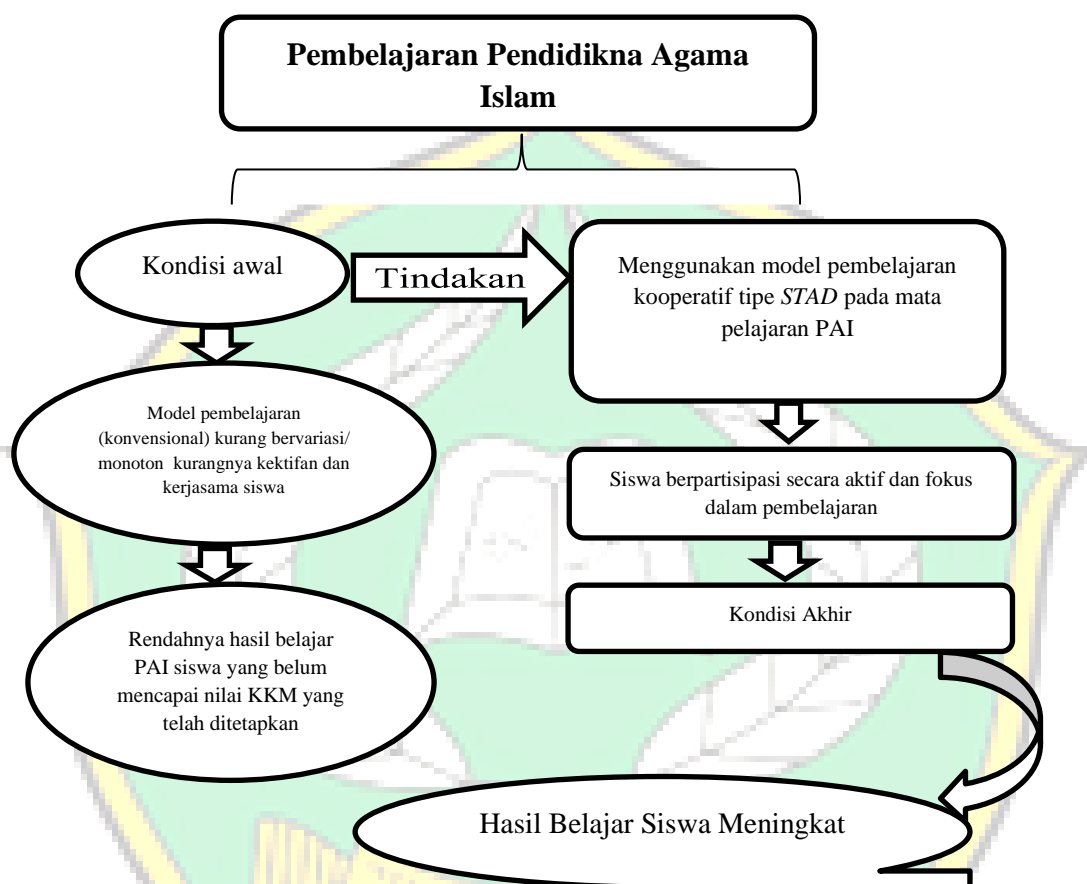 Pembelajaran Pendidikna Agama
Islam
Kondisi awal
Tindakan
Menggunakan model pembelajaran
kooperatif tipe STAD pada mata
pelajaran PAI
Model pembelajaran
(konvensional) kurang bervariasi/
monoton kurangnya kektifan dan
kerjasama siswa
Siswa berpartisipasi secara aktif dan fokus
dalam pembelajaran
Rendahnya hasil belajar
PAI siswa yang belum
mencapai nilai KKM yang
telah ditetapkan
Kondisi Akhir
Hasil Belajar Siswa Meningkat